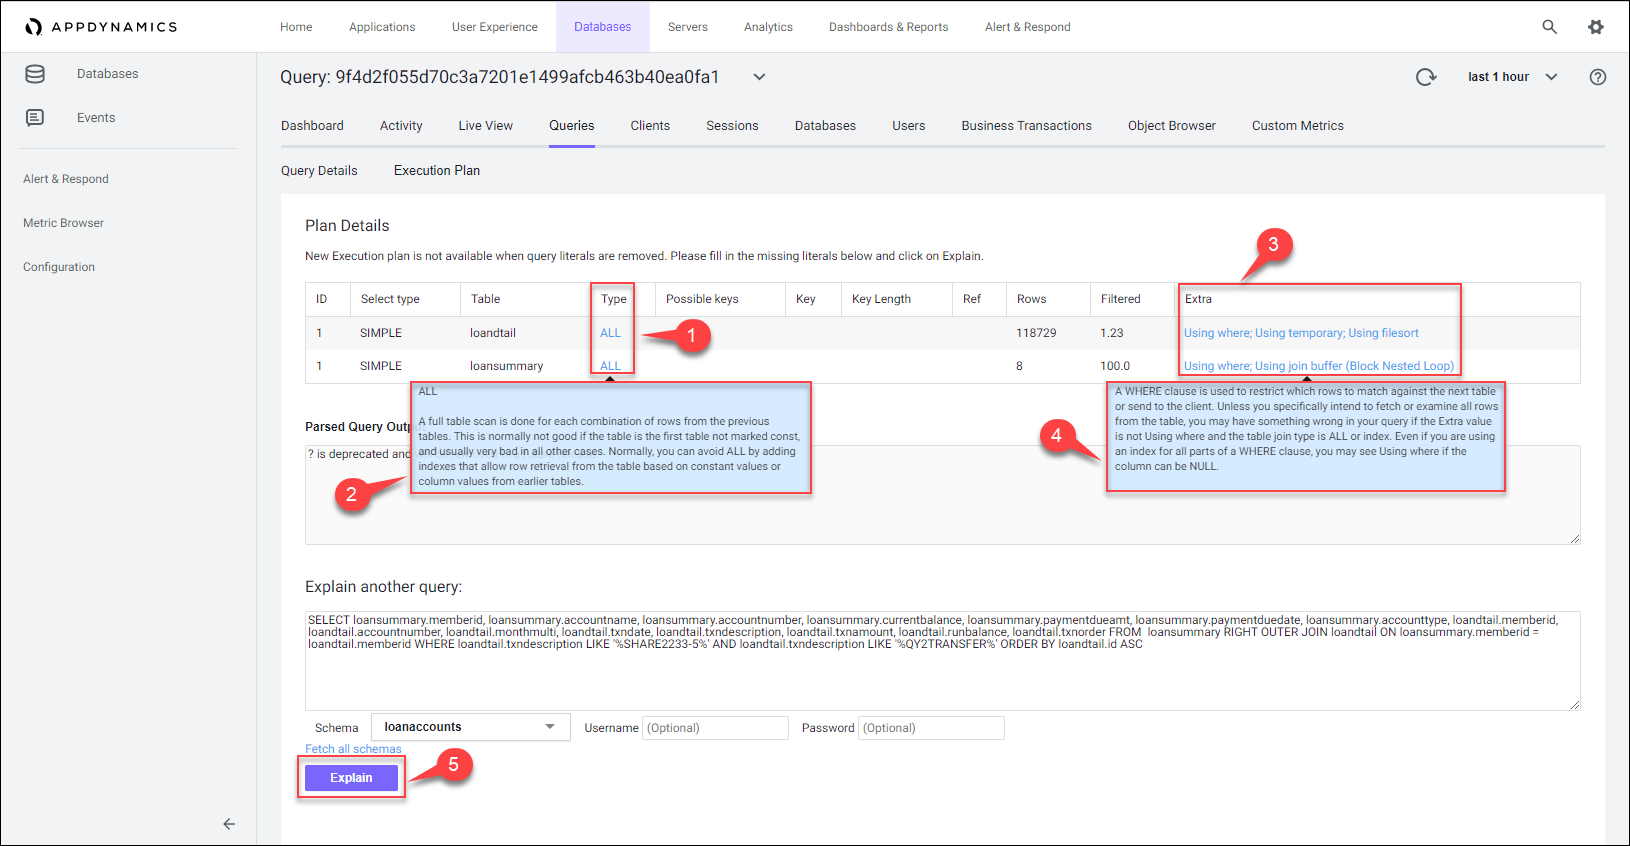 APPDYNAMICS
Home Applications User Experience Databases Servers Analytics Dashboards & Reports Alert & Respond
Databases
Events
Alert & Respond
Metric Browser
Configuration
Query: 9f4d2f055d70c3a7201e1499afcb463b40ea0fa1
last 1 hour
?
Dashboard Activity Live View Queries Clients Sessions Databases Users Business Transactions Object Browser Custom Metrics
Query Details Execution Plan
Plan Details
New Execution plan is not available when query literals are removed. Please fill in the missing literals below and click on Explain.
3
ID Select type Table Type Possible keys Key Key Length Ref Rows Filtered Extra
1 SIMPLE loandtail ALL 118729 1.23 Using where; Using temporary; Using filesort
1
1 SIMPLE loansummary ALL 8 100.0 Using where; Using join buffer (Block Nested Loop)
ALL
A full table scan is done for each combination of rows from the previous
tables. This is normally not good if the table is the first table not marked const,
and usually very bad in all other cases. Normally, you can avoid ALL by adding
indexes that allow row retrieval from the table based on constant values or
column values from earlier tables.
2
A WHERE clause is used to restrict which rows to match against the next table
or send to the client. Unless you specifically intend to fetch or examine all rows
from the table, you may have something wrong in your query if the Extra value
is not Using where and the table join type is ALL or index. Even if you are using
an index for all parts of a WHERE clause, you may see Using where if the
column can be NULL.
4
Parsed Query Outp
? is deprecated and
Explain another query:
SELECT loansummary.memberid, loansummary.accountname, loansummary.accountnumber, loansummary.currentbalance, loansummary.paymentdueamt, loansummary.paymentduedate, loansummary.accounttype, loandtail.memberid,
loandtail.accountnumber, loandtail.monthmulti, loandtail.txndate, loandtail.txndescription, loandtail.txnamount, loandtail.runbalance, loandtail.txnorder FROM loansummary RIGHT OUTER JOIN loandtail ON loansummary.memberid =
loandtail.memberid WHERE loandtail.txndescription LIKE '%SHARE2233-5%' AND loandtail.txndescription LIKE '%QY2TRANSFER%' ORDER BY loandtail.id ASC
Schema loanaccounts Username (Optional) Password (Optional)
Fetch all schemas
Explain
5